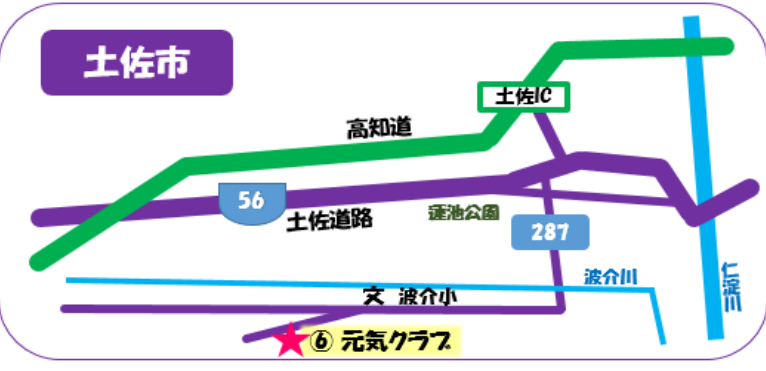 土佐市
土佐IC
高知道
56
土佐道路
蓮池公園
287
波介川
仁淀川
文 波介小
⑥ 元気クラブ